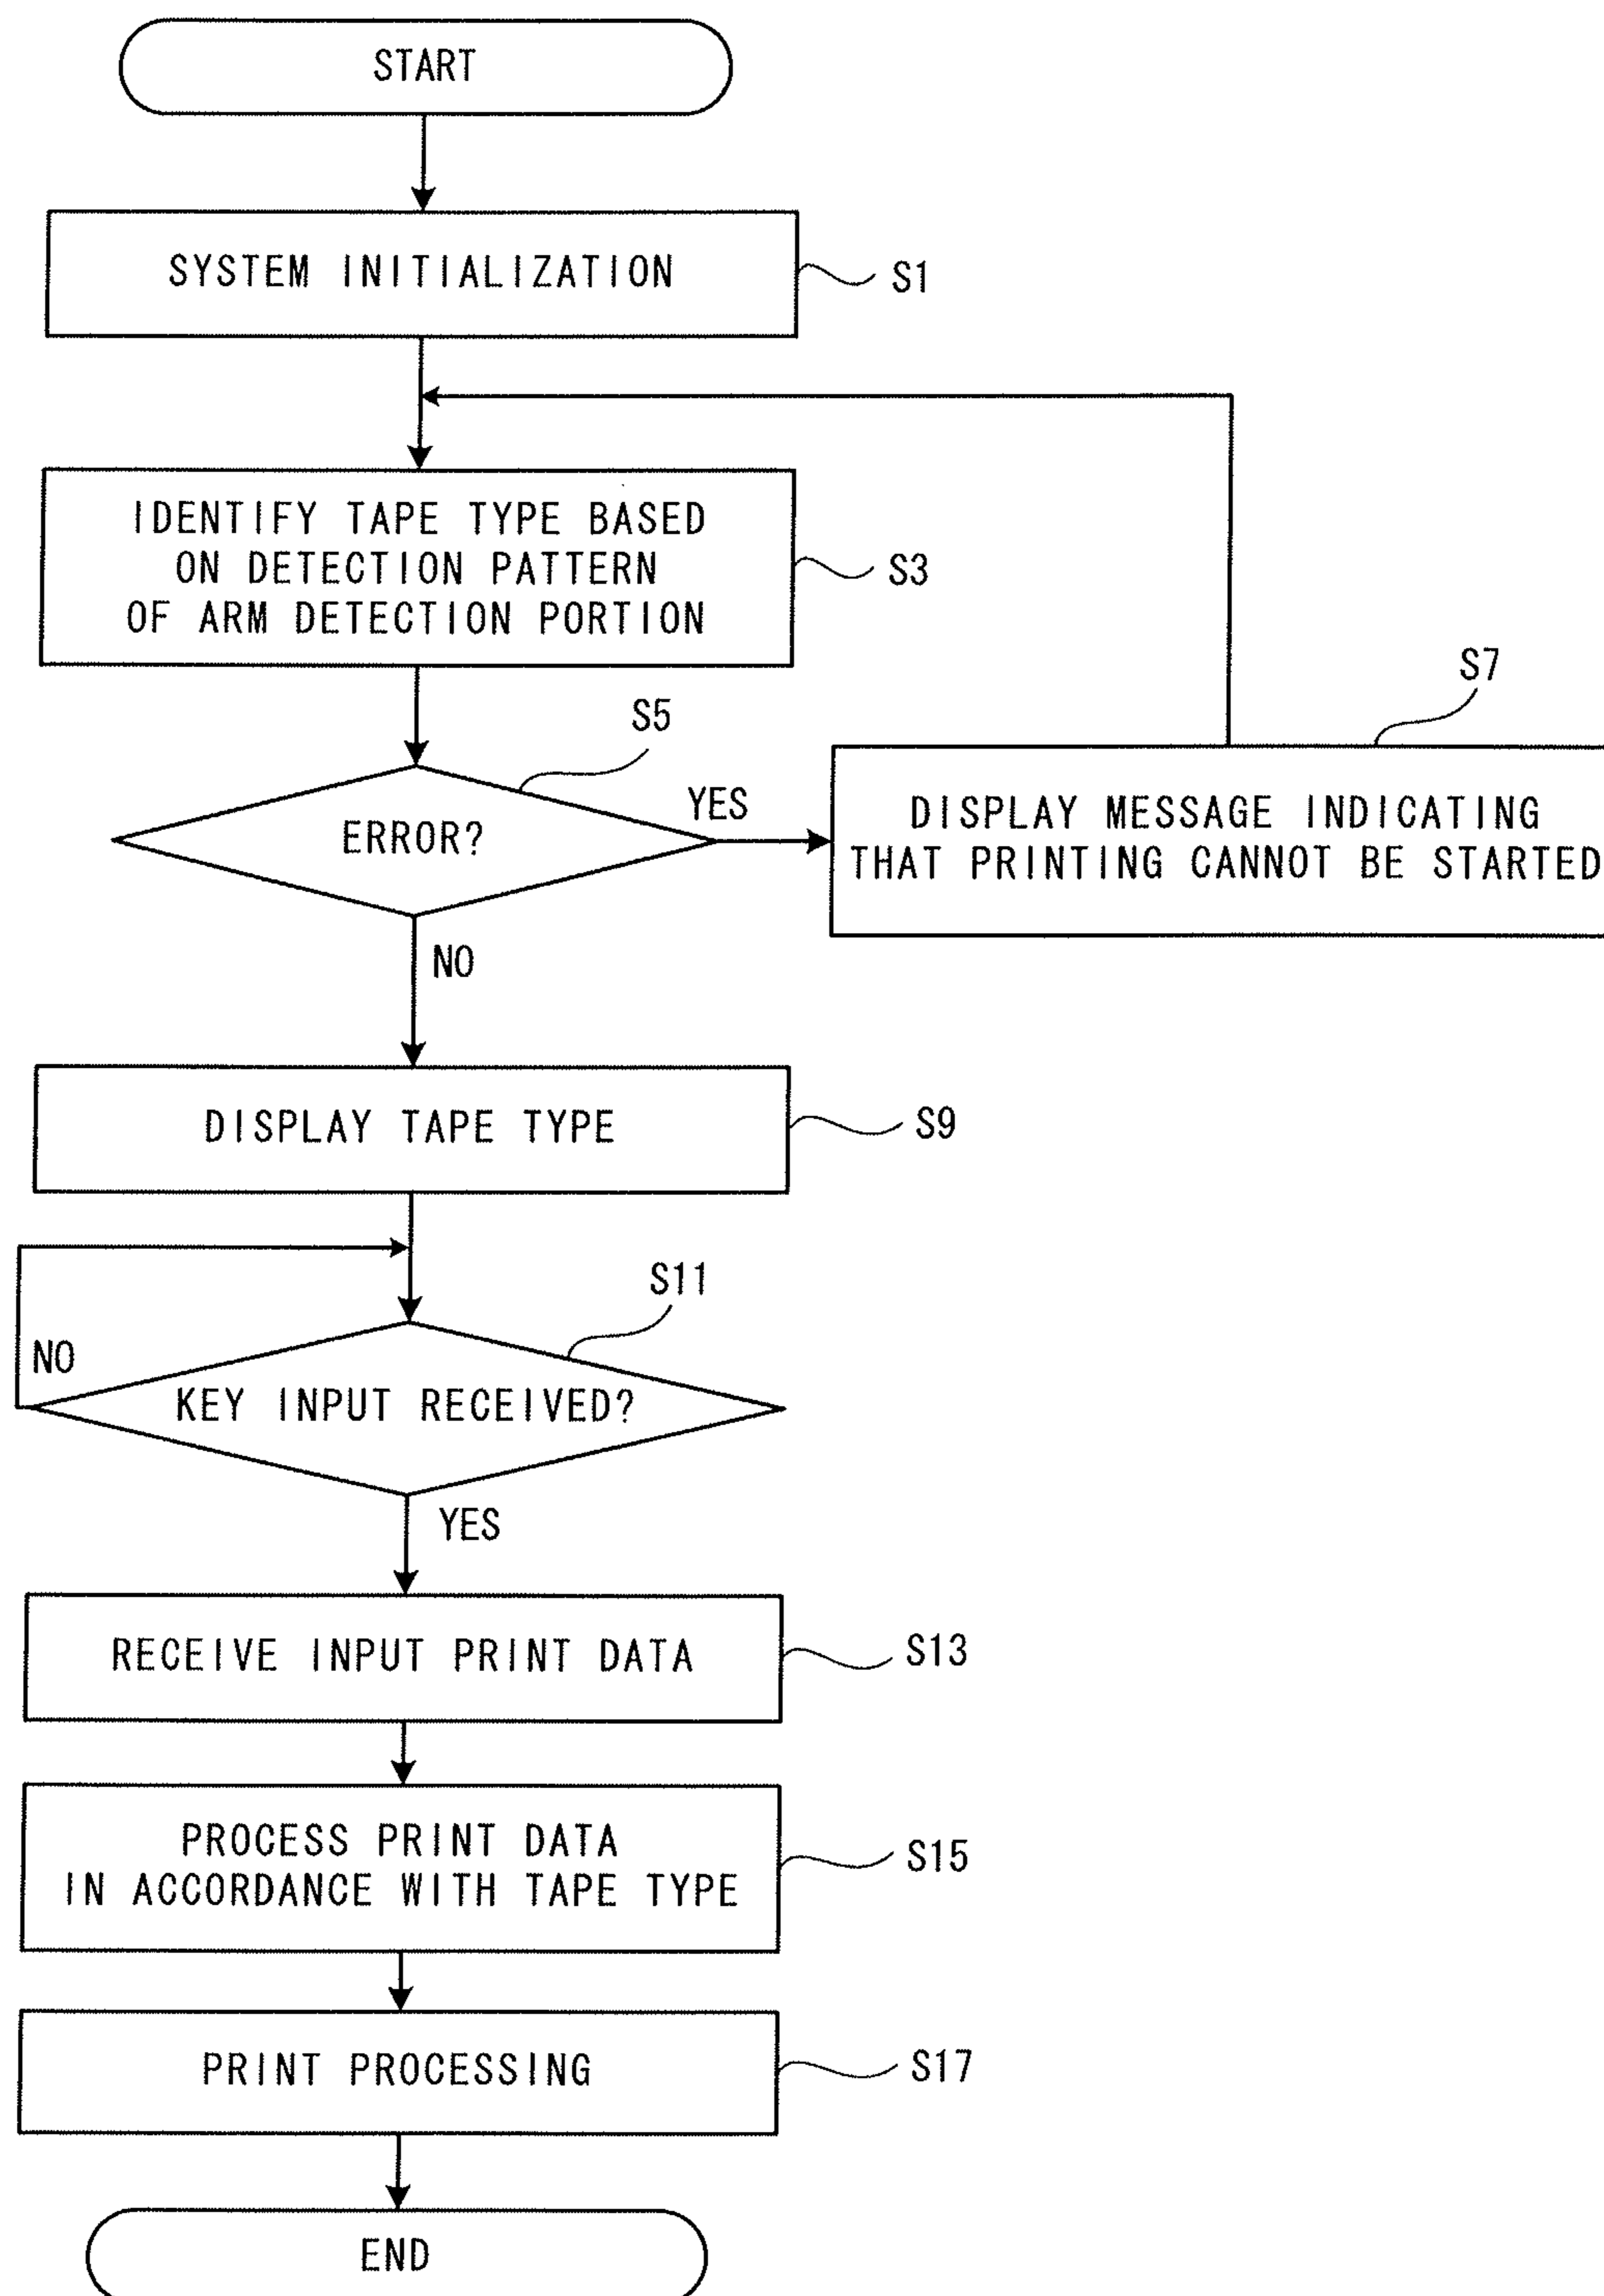 START
SYSTEM INITIALIZATION
S1
IDENTIFY TAPE TYPE BASED
ON DETECTION PATTERN
OF ARM DETECTION PORTION
S3
S5
ERROR?
YES
NO
S7
DISPLAY MESSAGE INDICATING
THAT PRINTING CANNOT BE STARTED
DISPLAY TAPE TYPE
S9
S11
NO
KEY INPUT RECEIVED?
YES
RECEIVE INPUT PRINT DATA
S13
PROCESS PRINT DATA
IN ACCORDANCE WITH TAPE TYPE
S15
PRINT PROCESSING
S17
END